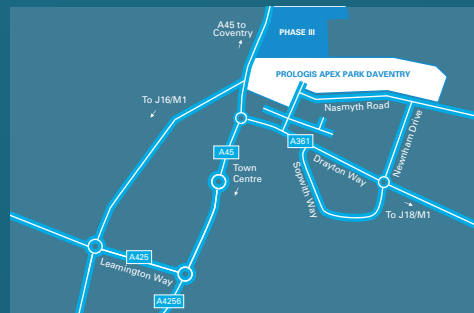 A45 to
Coventry
PHASE III
PROLOGIS APEX PARK DAVENTRY
To J16/M1
Nasmyth Road
Newnham Drive
A361
A45
Drayton Way
Town
Centre
Sopwith Way
To J18/M1
A425
Leamington Way
A4256